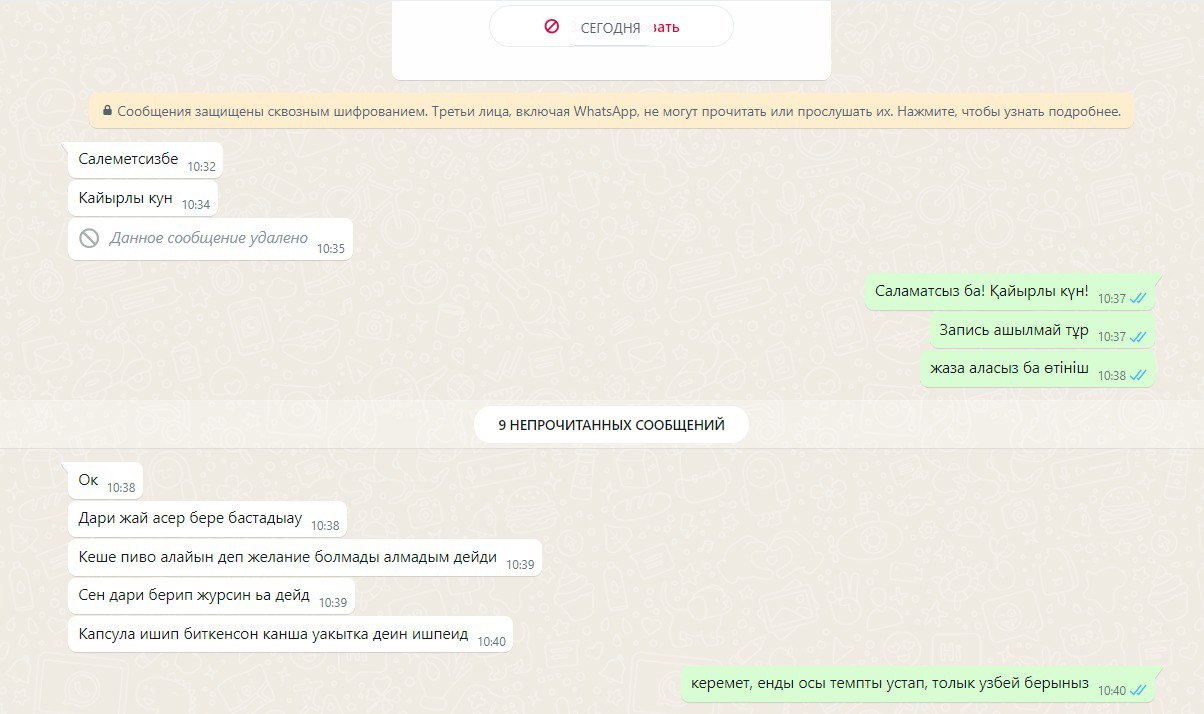 СЕГОДНЯ
Сообщения защищены сквозным шифрованием. Третьи лица, включая WhatsApp, не могут прочитать или прослушать их. Нажмите, чтобы узнать подробнее.
Салеметсизбе 10:32
Кайырлы кун 10:34
Данное сообщение удалено 10:35
Саламатсыз ба! Қайырлы күн! 10:37
Запись ашылмай тұр 10:37
жаза аласыз ба өтініш 10:38
9 НЕПРОЧИТАННЫХ СООБЩЕНИЙ
Ок 10:38
Дари жай асер бере бастадыау 10:38
Кеше пиво алайын деп желание болмады алмадым дейди 10:39
Сен дари берип журсин ьа дейд 10:39
Капсула ишип биткенсон канша уакытка деин ишпеид 10:40
керемет, енды осы темпты устап, толык узбей берыныз 10:40